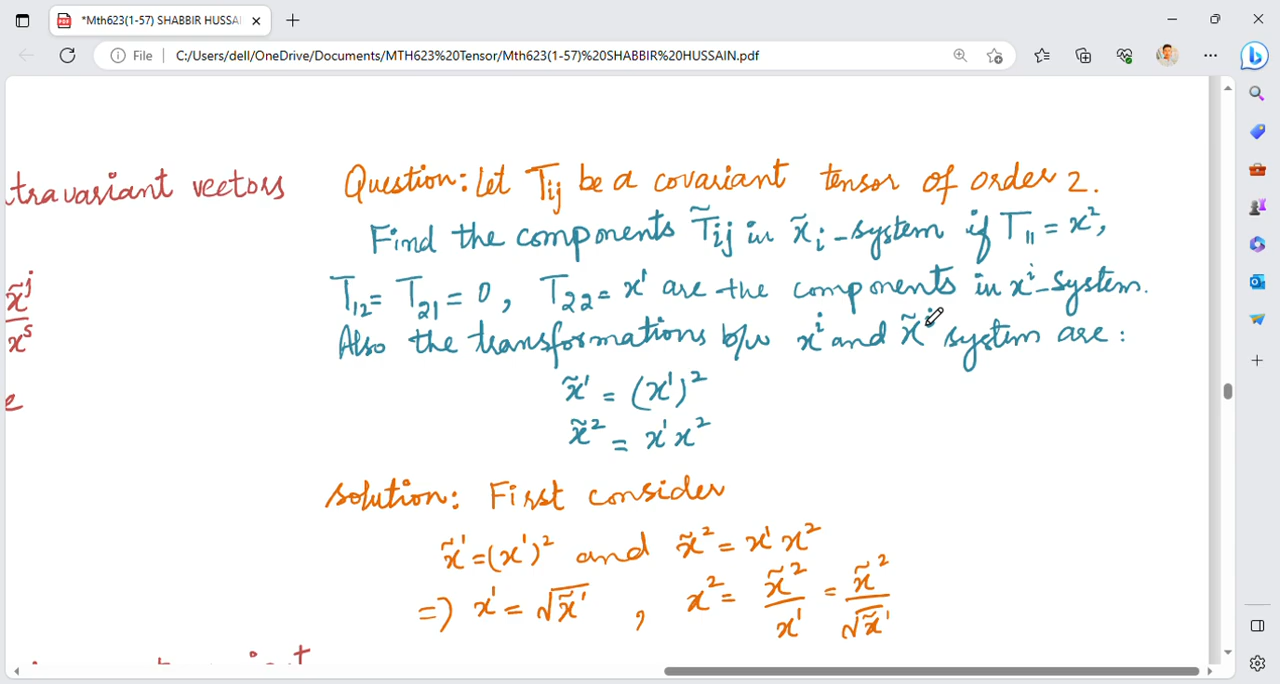 *Mth623(1-57) SHABBIR HUSSAI
File
C:/Users/dell/OneDrive/Documents/MTH623%20Tensor/Mth623(1-57)%20SHABBIR%20HUSSAIN.pdf
travariant vectors
x̃ʲ
xˢ
e
Question: Let Tᵢⱼ be a covariant tensor of order 2.
Find the components T̃ᵢⱼ in x̃ᵢ-system if T₁₁ = x²,
T₁₂ = T₂₁ = 0, T₂₂ = x¹ are the components in xⁱ-system.
Also the transformations b/w xⁱ and x̃ⁱ system are:
x̃¹ = (x¹)²
x̃² = x¹x²
Solution: First consider
x̃¹ = (x¹)² and x̃² = x¹x²
=) x¹ = √x̃¹ , x² = x̃²/x¹ = x̃²/√x̃¹